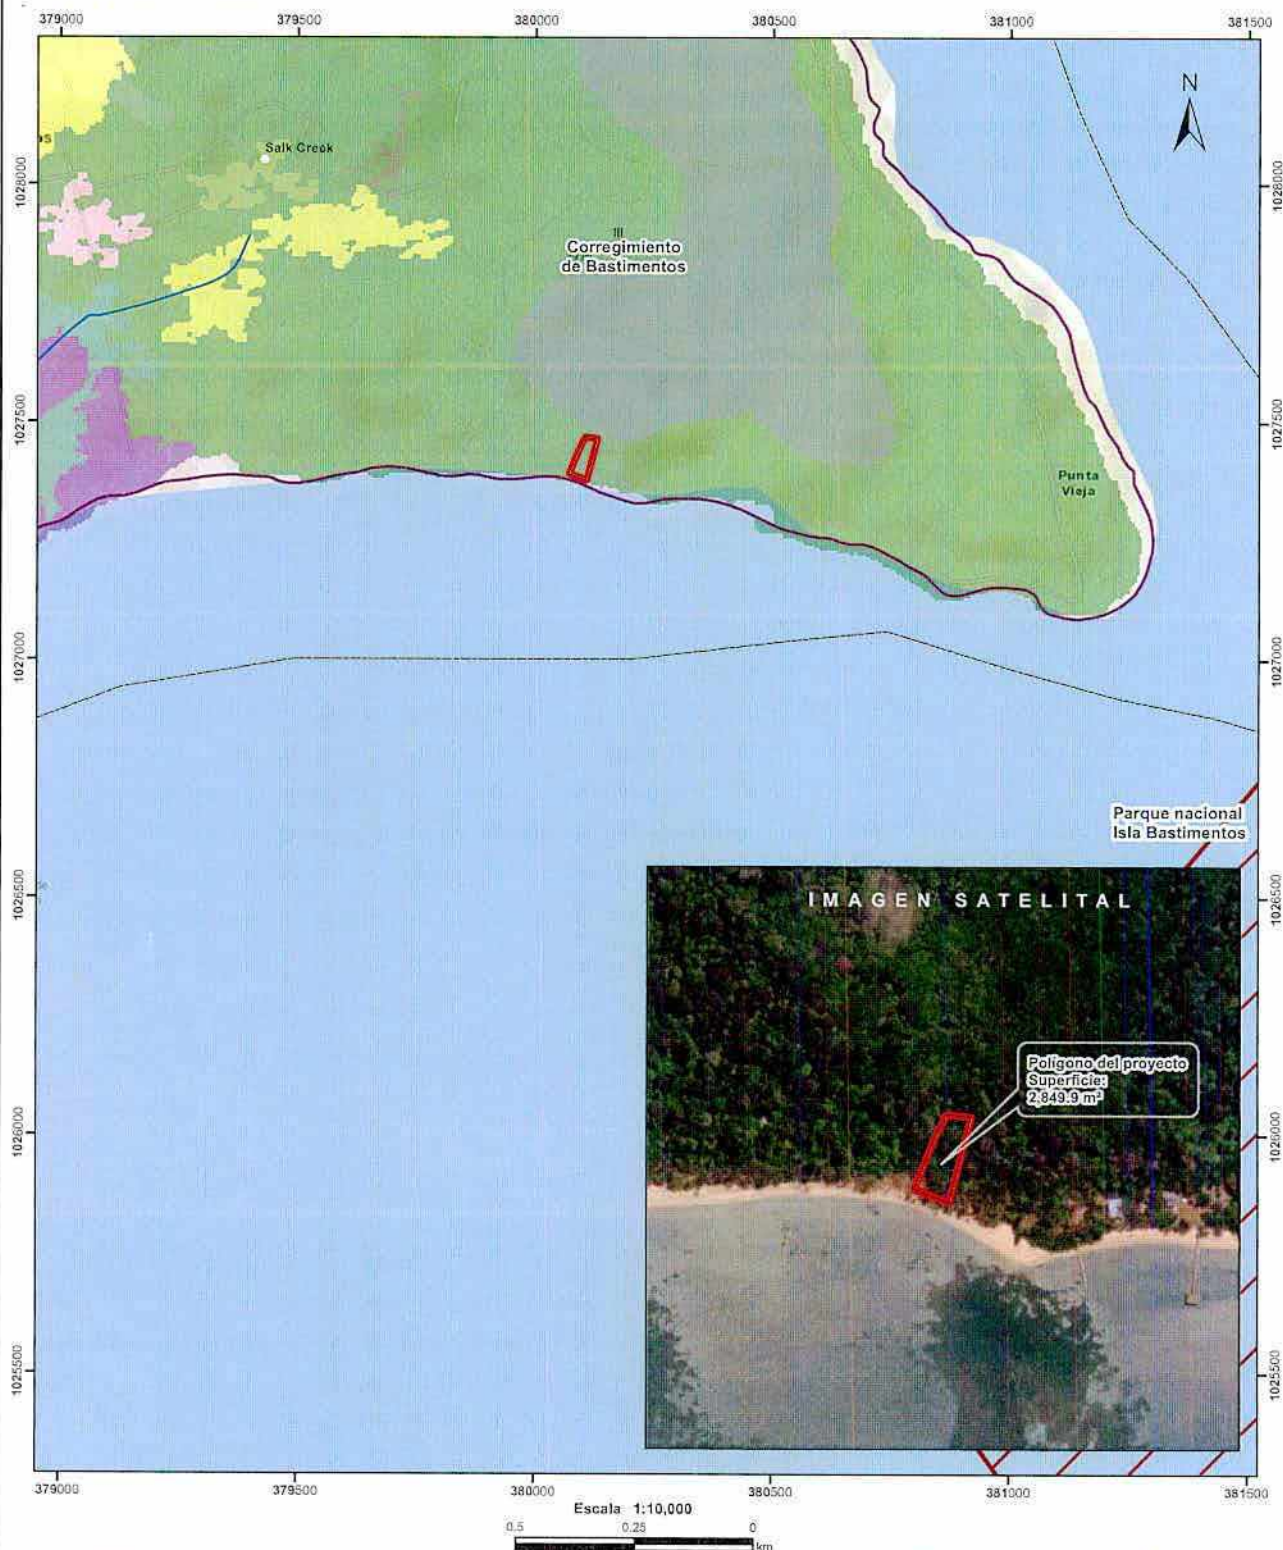 379000 379500 380000 380500 381000 381500
N
Salk Creek
III
Corregimiento
de Bastimentos
Punta
Vieja
1028000
1027500
1027000
1026500
1026000
1025500
1028000
1027500
1027000
1026500
1026000
1025500
Parque nacional
Isla Bastimentos
IMAGEN SATELITAL
Polígono del proyecto
Superficie:
2,849.9 m²
379000 379500 380000 380500 381000 381500
Escala 1:10,000
0.5 0.25 0
km